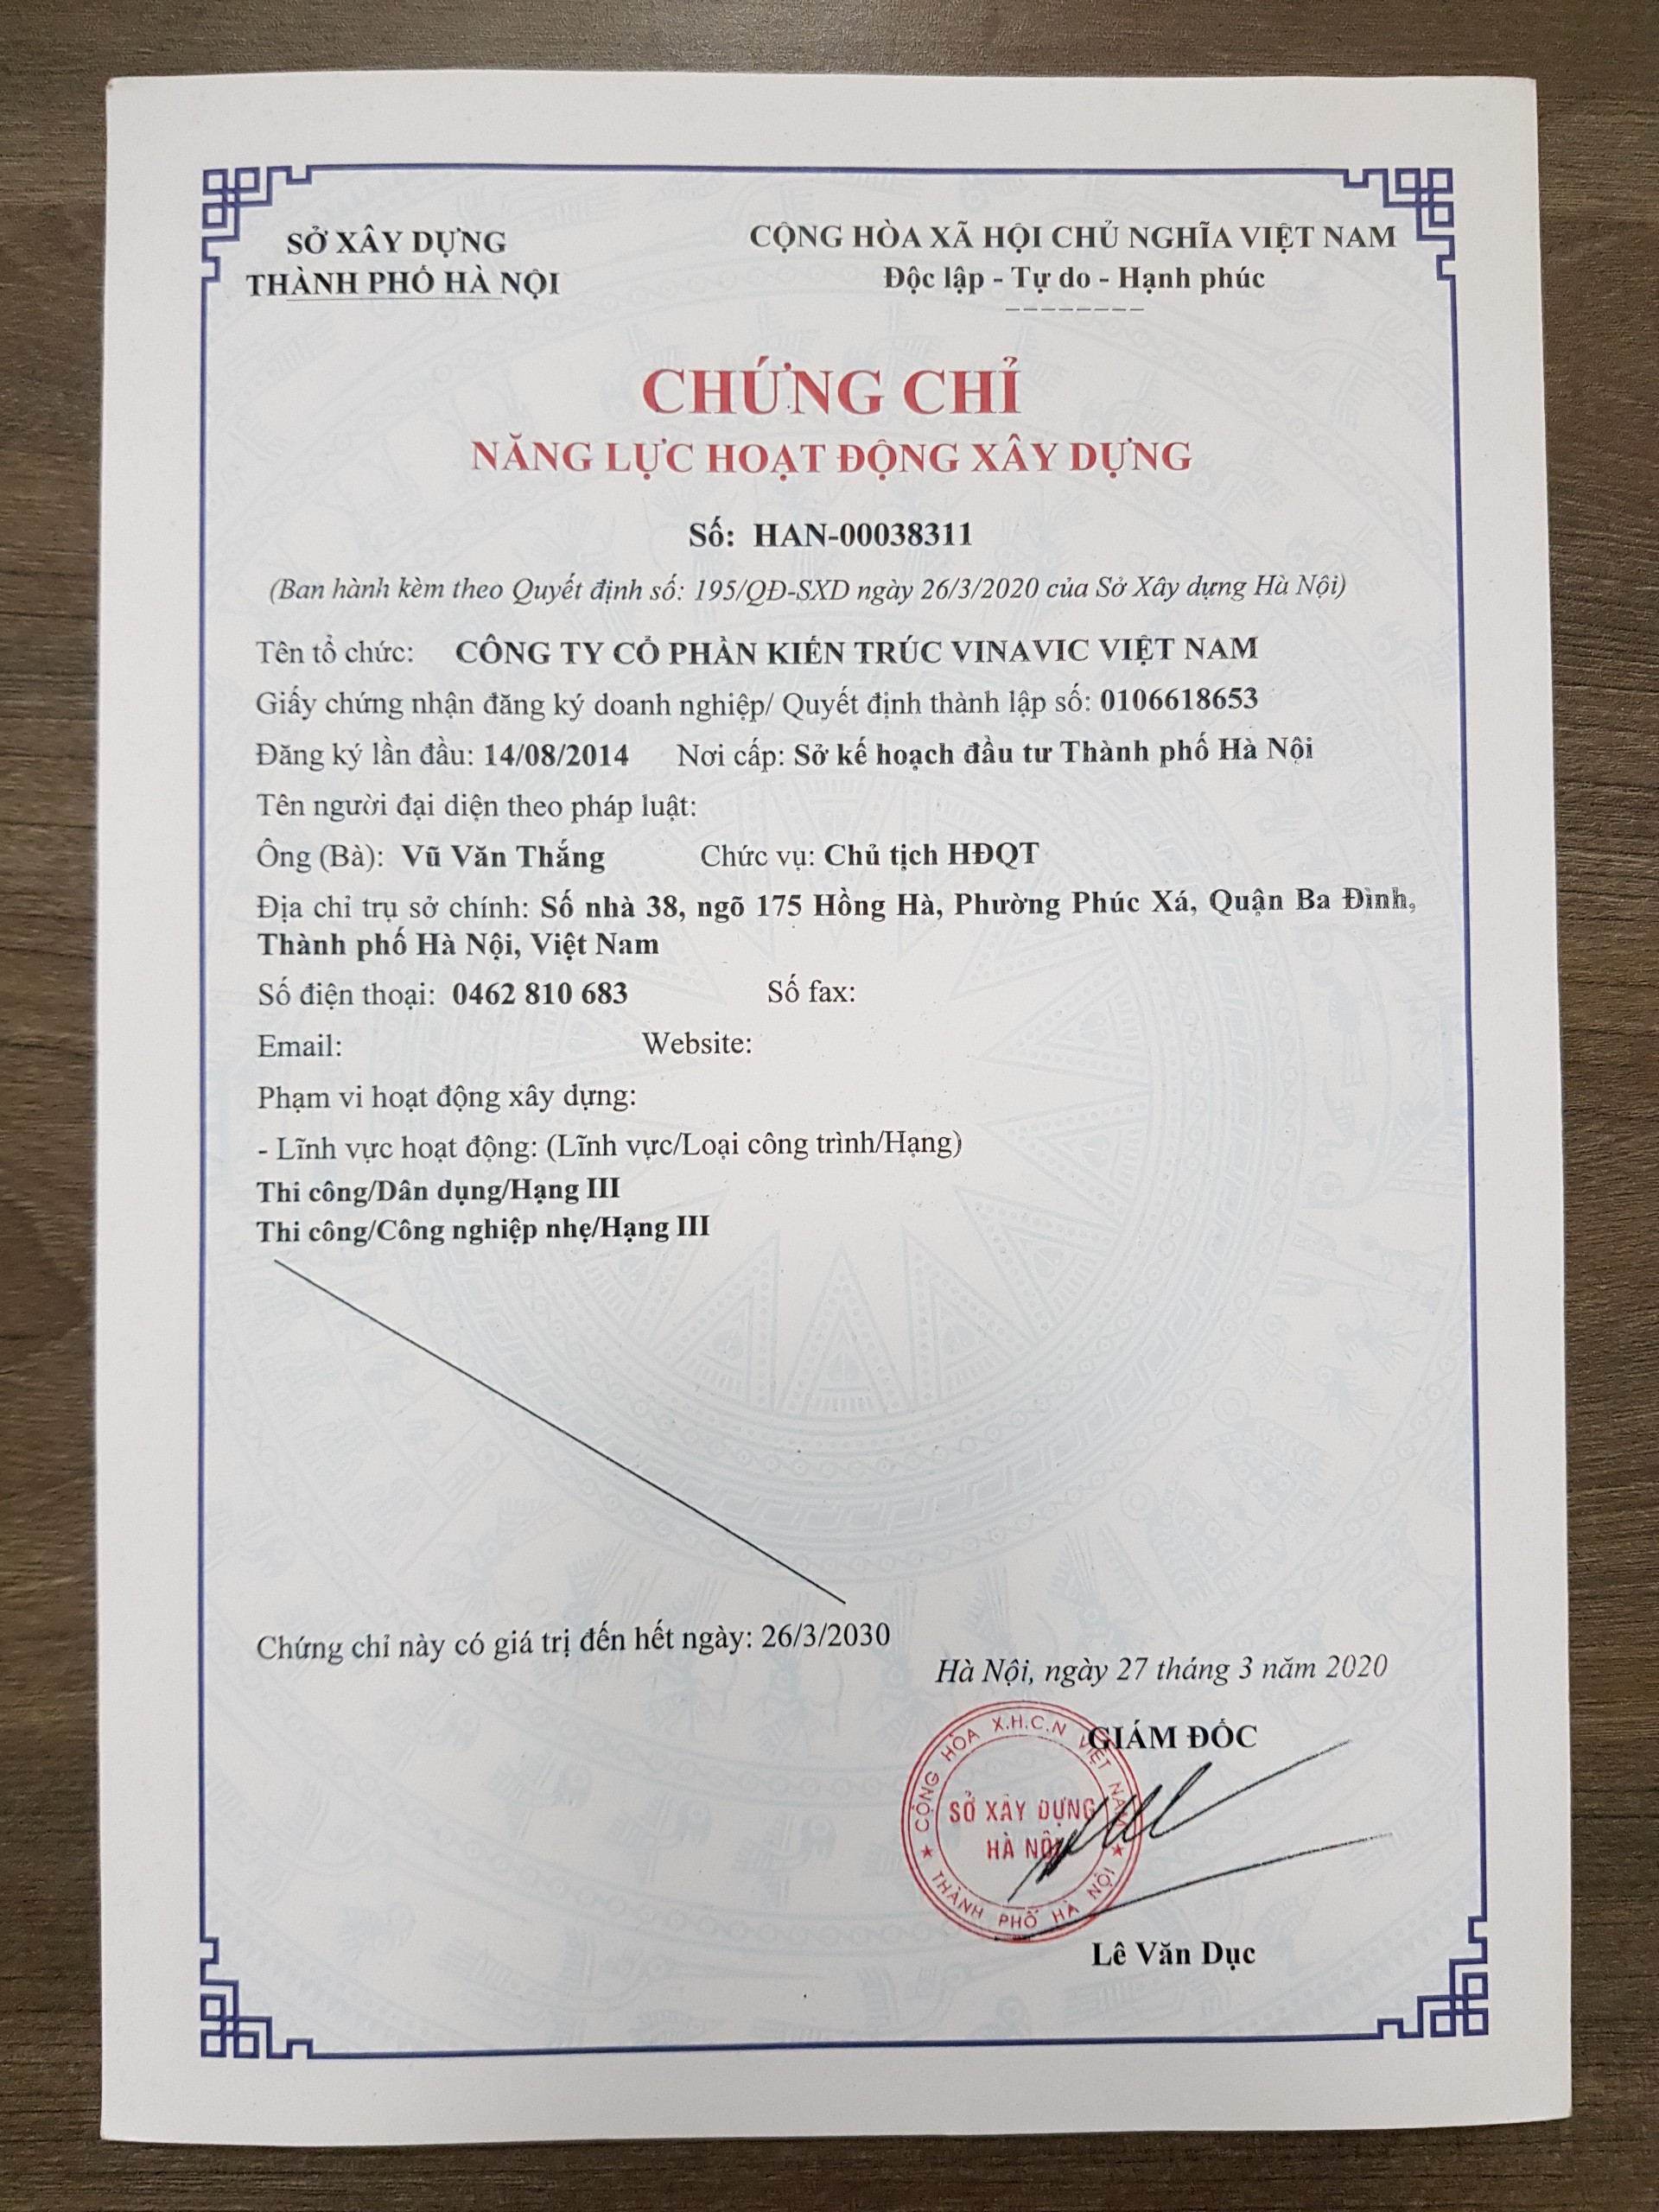 SỞ XÂY DỰNG
THÀNH PHỐ HÀ NỘI
CỘNG HÒA XÃ HỘI CHỦ NGHĨA VIỆT NAM
Độc lập - Tự do - Hạnh phúc
CHỨNG CHỈ
NĂNG LỰC HOẠT ĐỘNG XÂY DỰNG
Số: HAN-00038311
(Ban hành kèm theo Quyết định số: 195/QĐ-SXD ngày 26/3/2020 của Sở Xây dựng Hà Nội)
Tên tổ chức: CÔNG TY CỔ PHẦN KIẾN TRÚC VINAVIC VIỆT NAM
Giấy chứng nhận đăng ký doanh nghiệp/ Quyết định thành lập số: 0106618653
Đăng ký lần đầu: 14/08/2014 Nơi cấp: Sở kế hoạch đầu tư Thành phố Hà Nội
Tên người đại diện theo pháp luật:
Ông (Bà): Vũ Văn Thắng Chức vụ: Chủ tịch HĐQT
Địa chỉ trụ sở chính: Số nhà 38, ngõ 175 Hồng Hà, Phường Phúc Xá, Quận Ba Đình,
Thành phố Hà Nội, Việt Nam
Số điện thoại: 0462 810 683 Số fax:
Email: Website:
Phạm vi hoạt động xây dựng:
- Lĩnh vực hoạt động: (Lĩnh vực/Loại công trình/Hạng)
Thi công/Dân dụng/Hạng III
Thi công/Công nghiệp nhẹ/Hạng III
Chứng chỉ này có giá trị đến hết ngày: 26/3/2030
Hà Nội, ngày 27 tháng 3 năm 2020
GIÁM ĐỐC
CỘNG HÒA X.H.C.N VIỆT NAM
SỞ XÂY DỰNG
HÀ NỘI
★ THÀNH PHỐ HÀ NỘI ★
Lê Văn Dục